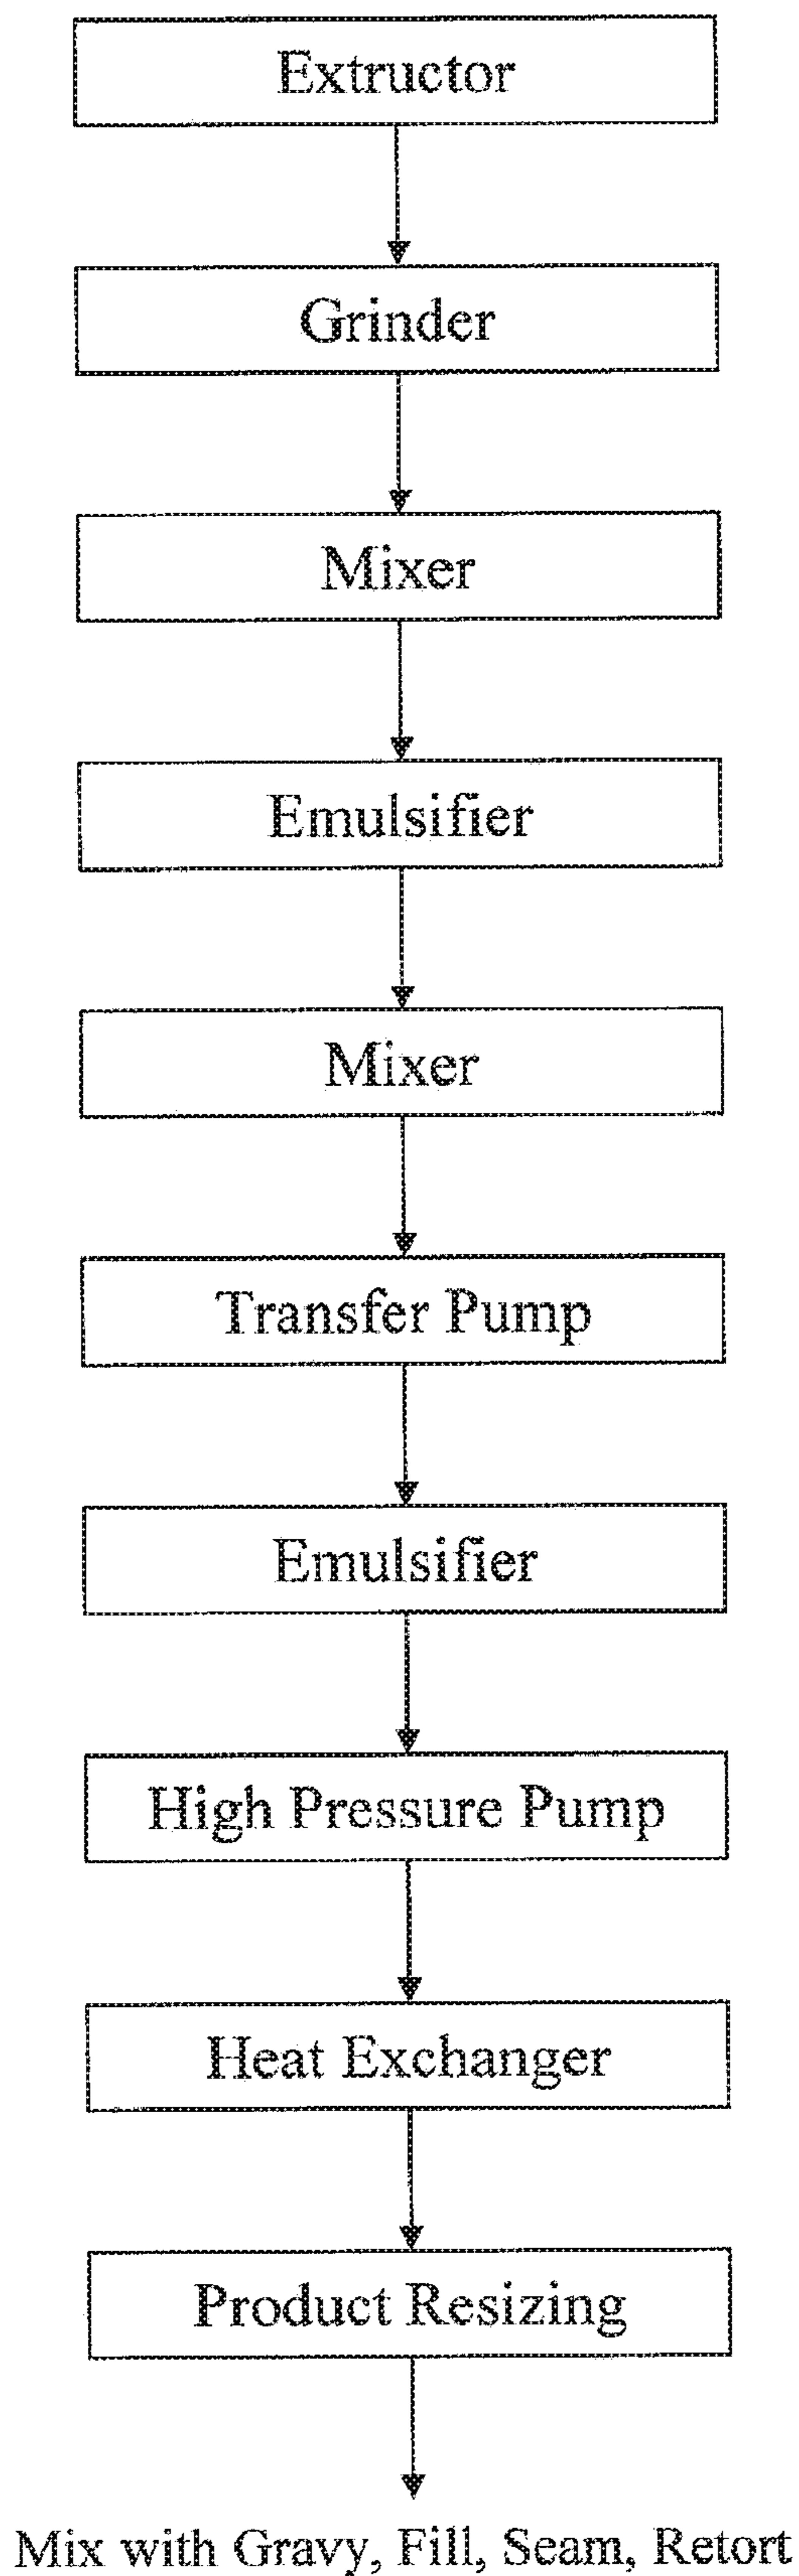 Extructor
Grinder
Mixer
Emulsifier
Mixer
Transfer Pump
Emulsifier
High Pressure Pump
Heat Exchanger
Product Resizing
Mix with Gravy, Fill, Seam, Retort